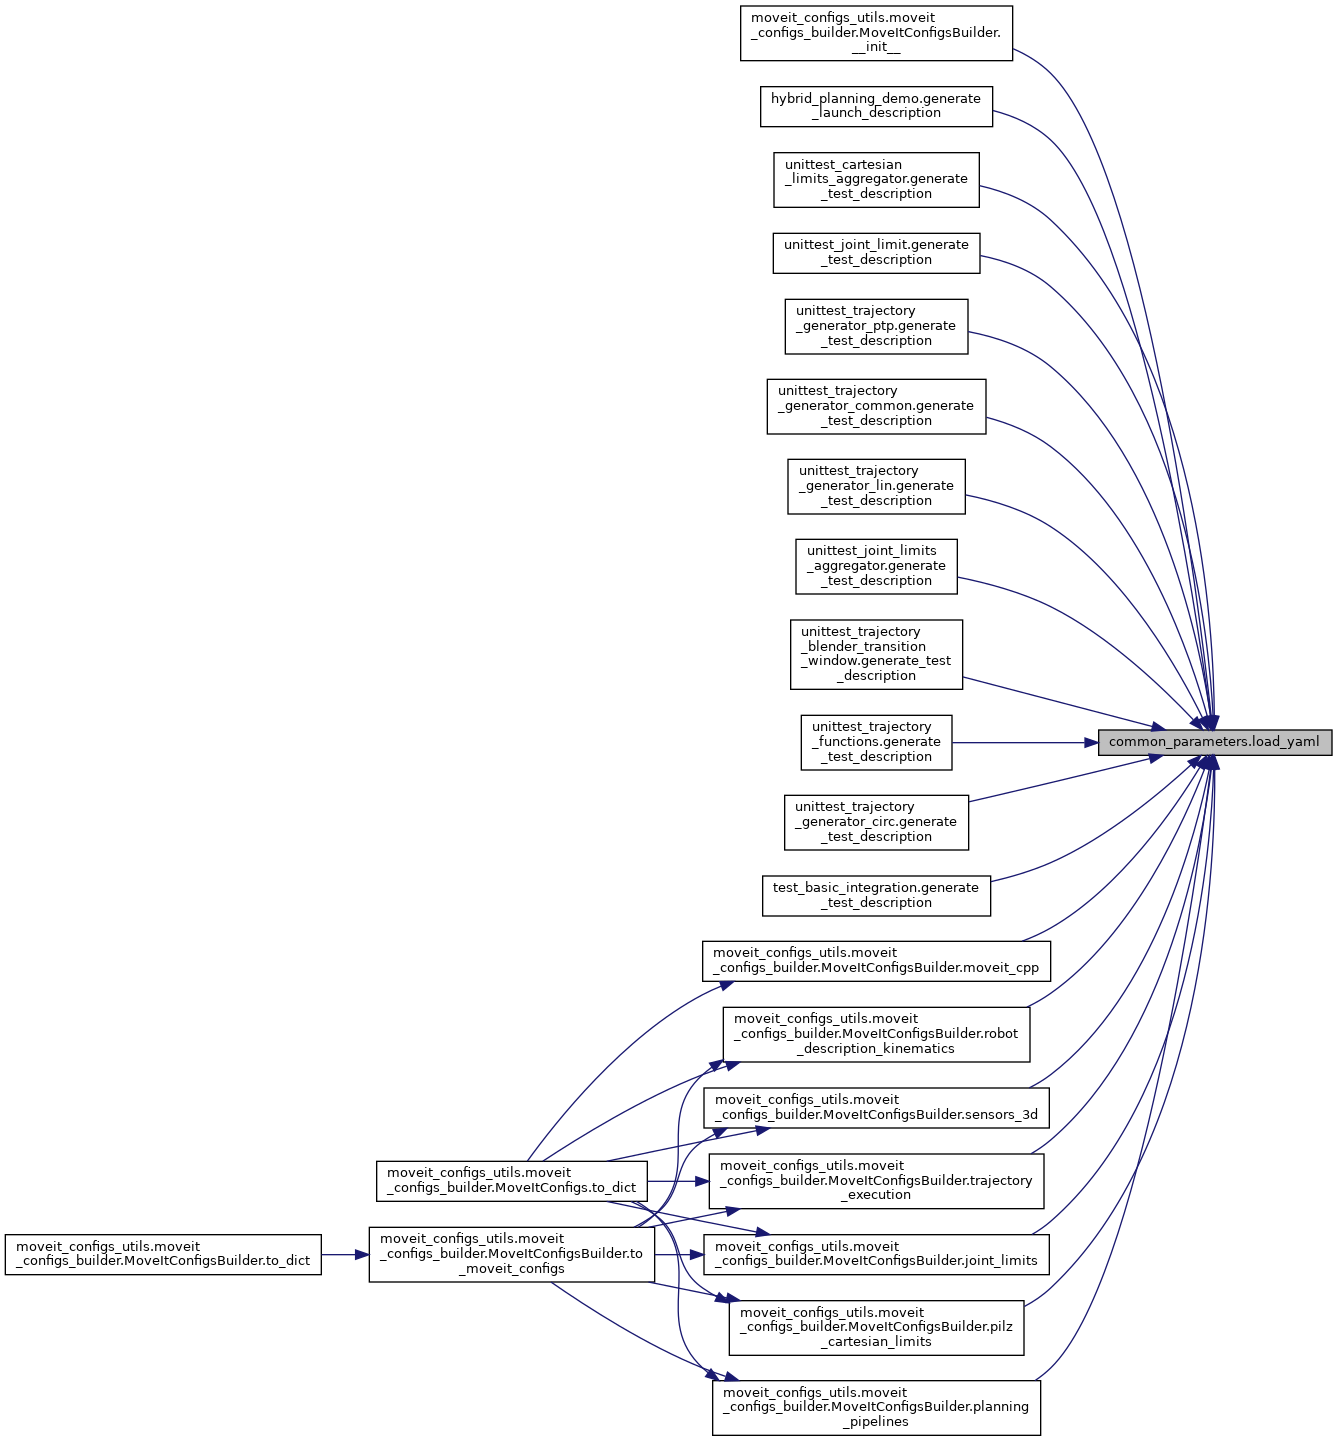 moveit_configs_utils.moveit
_configs_builder.MoveItConfigsBuilder.
__init__
hybrid_planning_demo.generate
_launch_description
unittest_cartesian
_limits_aggregator.generate
_test_description
unittest_joint_limit.generate
_test_description
unittest_trajectory
_generator_ptp.generate
_test_description
unittest_trajectory
_generator_common.generate
_test_description
unittest_trajectory
_generator_lin.generate
_test_description
unittest_joint_limits
_aggregator.generate
_test_description
unittest_trajectory
_blender_transition
_window.generate_test
_description
unittest_trajectory
_functions.generate
_test_description
common_parameters.load_yaml
unittest_trajectory
_generator_circ.generate
_test_description
test_basic_integration.generate
_test_description
moveit_configs_utils.moveit
_configs_builder.MoveItConfigsBuilder.moveit_cpp
moveit_configs_utils.moveit
_configs_builder.MoveItConfigsBuilder.robot
_description_kinematics
moveit_configs_utils.moveit
_configs_builder.MoveItConfigsBuilder.sensors_3d
moveit_configs_utils.moveit
_configs_builder.MoveItConfigs.to_dict
moveit_configs_utils.moveit
_configs_builder.MoveItConfigsBuilder.trajectory
_execution
moveit_configs_utils.moveit
_configs_builder.MoveItConfigsBuilder.to_dict
moveit_configs_utils.moveit
_configs_builder.MoveItConfigsBuilder.to
_moveit_configs
moveit_configs_utils.moveit
_configs_builder.MoveItConfigsBuilder.joint_limits
moveit_configs_utils.moveit
_configs_builder.MoveItConfigsBuilder.pilz
_cartesian_limits
moveit_configs_utils.moveit
_configs_builder.MoveItConfigsBuilder.planning
_pipelines